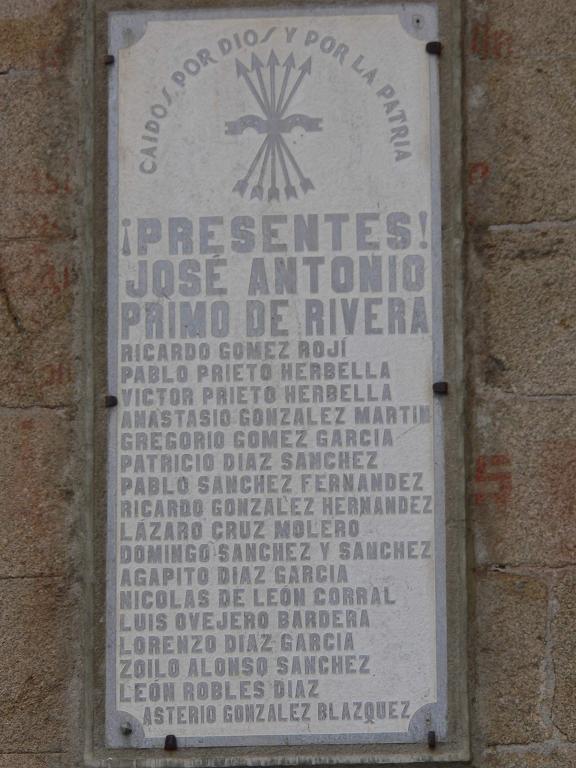 CAIDOS POR DIOS Y POR LA PATRIA
¡PRESENTES!
JOSÉ ANTONIO
PRIMO DE RIVERA
RICARDO GOMEZ ROJÍ
PABLO PRIETO HERBELLA
VICTOR PRIETO HERBELLA
ANASTASIO GONZALEZ MARTIN
GREGORIO GOMEZ GARCIA
PATRICIO DIAZ SANCHEZ
PABLO SANCHEZ FERNANDEZ
RICARDO GONZALEZ HERNANDEZ
LÁZARO CRUZ MOLERO
DOMINGO SANCHEZ Y SANCHEZ
AGAPITO DIAZ GARCIA
NICOLAS DE LEÓN CORRAL
LUIS OVEJERO BARDERA
LORENZO DIAZ GARCIA
ZOILO ALONSO SANCHEZ
LEÓN ROBLES DIAZ
ASTERIO GONZALEZ BLAZQUEZ